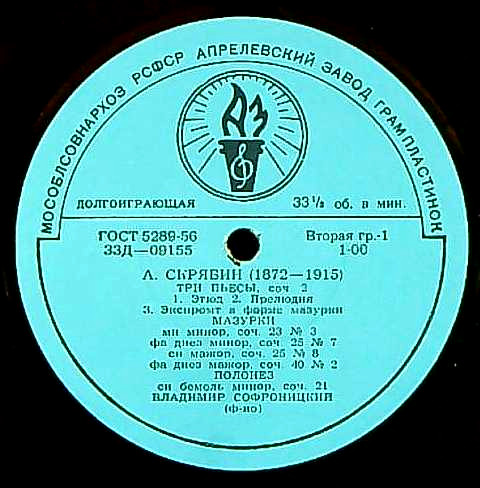 МОСОБЛСОВНАРХОЗ РСФСР АПРЕЛЕВСКИЙ ЗАВОД ГРАМПЛАСТИНОК
АЗ
ДОЛГОИГРАЮЩАЯ 33⅓ об. в мин.
ГОСТ 5289-56 Вторая гр.-1
33Д—09155 1-00
А. СКРЯБИН (1872—1915)
ТРИ ПЬЕСЫ, соч. 2
1. Этюд 2. Прелюдия
3. Экспромт в форме мазурки
МАЗУРКИ
ми минор, соч. 25 № 3
фа диез минор, соч. 25 № 7
си мажор, соч. 25 № 8
фа диез мажор, соч. 40 № 2
ПОЛОНЕЗ
си бемоль минор, соч. 21
ВЛАДИМИР СОФРОНИЦКИЙ
(ф-но)